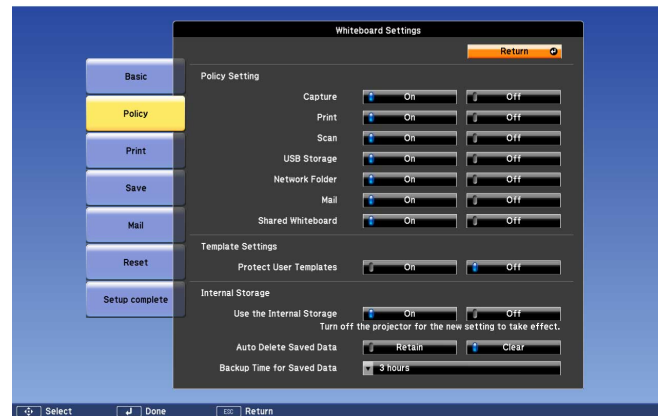 Whiteboard Settings
Return
Basic
Policy
Print
Save
Mail
Reset
Setup complete
Policy Setting
Capture On Off
Print On Off
Scan On Off
USB Storage On Off
Network Folder On Off
Mail On Off
Shared Whiteboard On Off
Template Settings
Protect User Templates On Off
Internal Storage
Use the Internal Storage On Off
Turn off the projector for the new setting to take effect.
Auto Delete Saved Data Retain Clear
Backup Time for Saved Data 3 hours
Select Done ESC Return